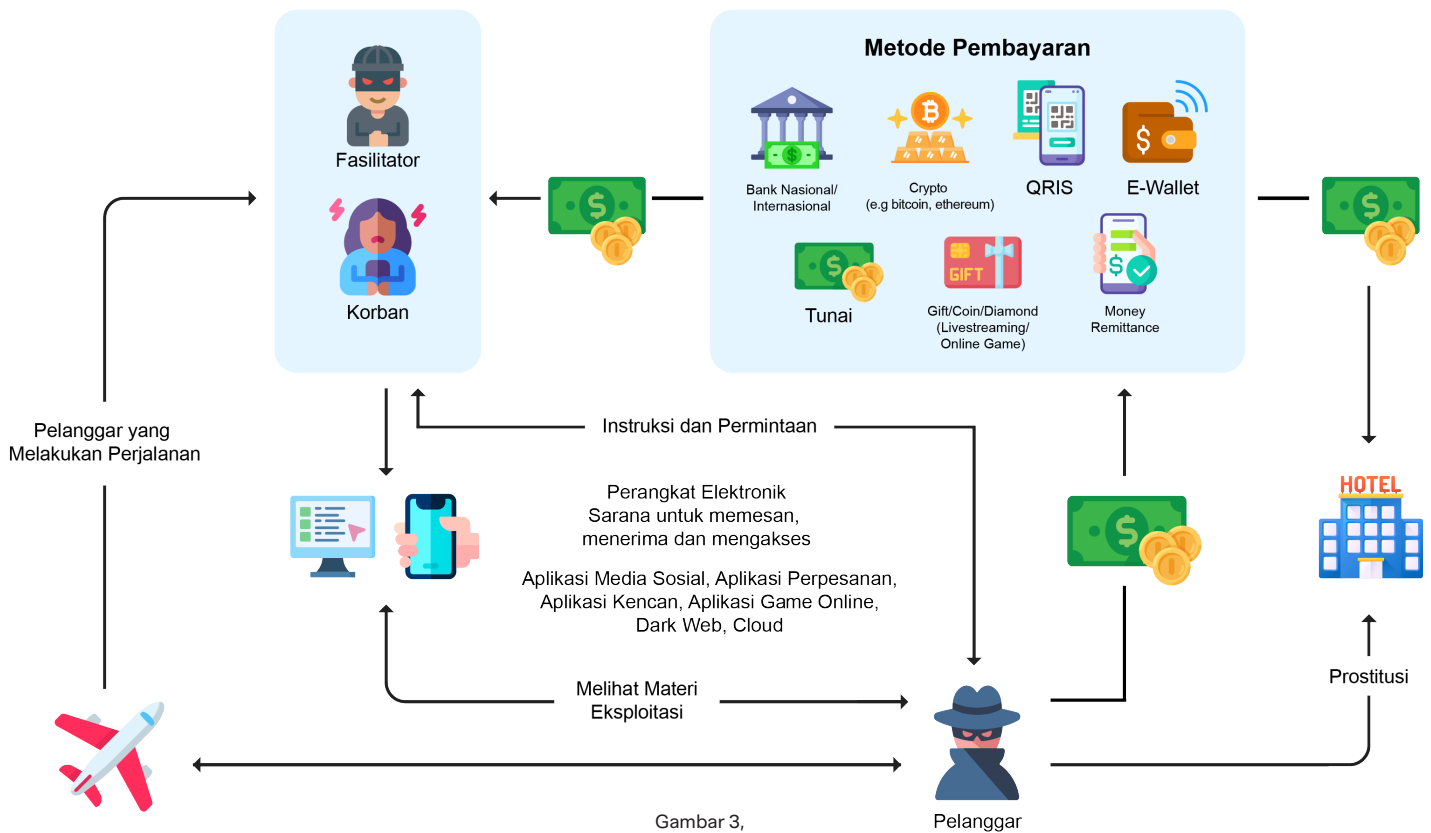 Fasilitator
Korban
Metode Pembayaran
Bank Nasional/
Internasional
Crypto
(e.g bitcoin, ethereum)
QRIS
E-Wallet
Tunai
GIFT
Gift/Coin/Diamond
(Livestreaming/
Online Game)
Money
Remittance
Pelanggar yang
Melakukan Perjalanan
Instruksi dan Permintaan
Perangkat Elektronik
Sarana untuk memesan,
menerima dan mengakses
Aplikasi Media Sosial, Aplikasi Perpesanan,
Aplikasi Kencan, Aplikasi Game Online,
Dark Web, Cloud
HOTEL
Melihat Materi
Eksploitasi
Prostitusi
Pelanggar
Gambar 3,